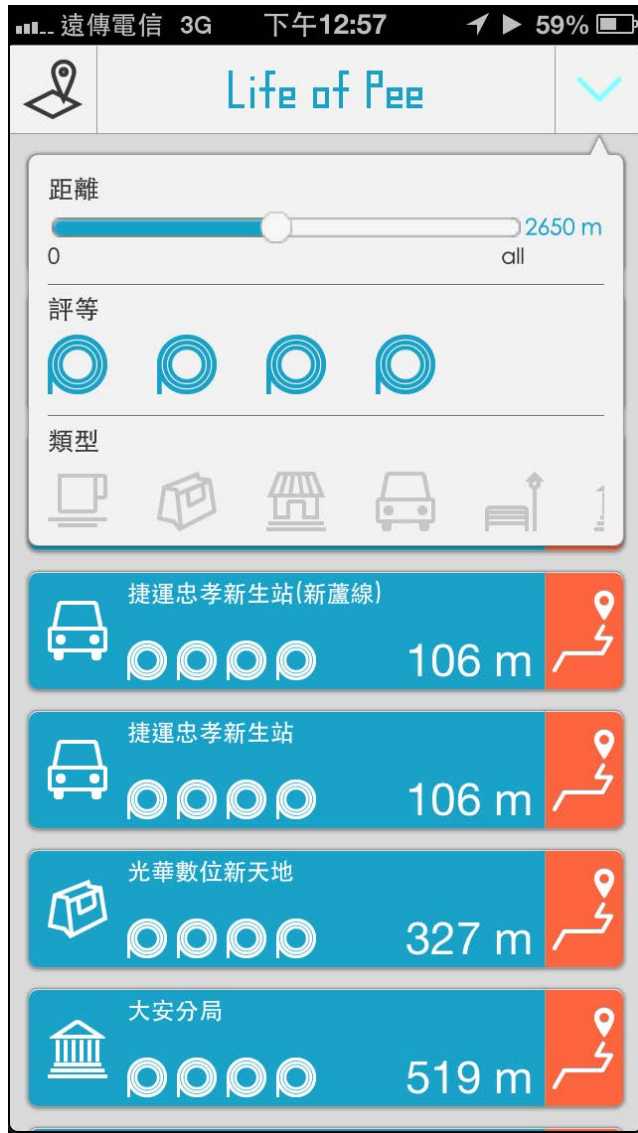 遠傳電信 3G 下午12:57 59%
Life of Pee
距離
2650 m
0 all
評等
類型
捷運忠孝新生站(新蘆線)
106 m
捷運忠孝新生站
106 m
光華數位新天地
327 m
大安分局
519 m